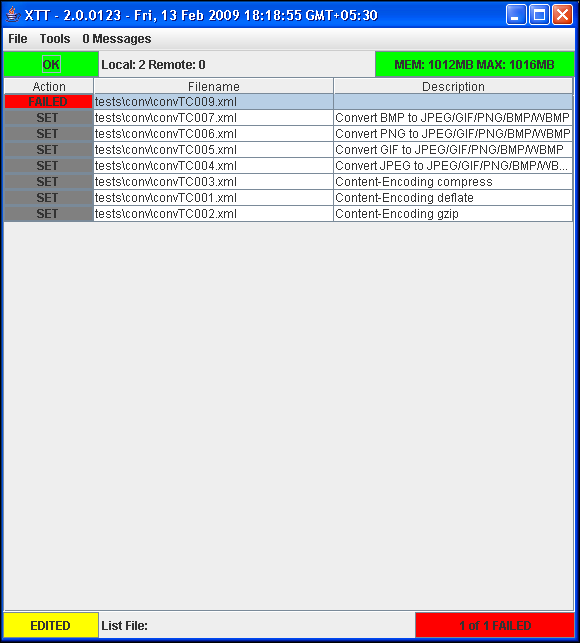 XTT - 2.0.0123 - Fri, 13 Feb 2009 18:18:55 GMT+05:30
File Tools 0 Messages
OK Local: 2 Remote: 0 MEM: 1012MB MAX: 1016MB
Action Filename Description
FAILED tests\conv\convTC009.xml
SET tests\conv\convTC007.xml Convert BMP to JPEG/GIF/PNG/BMP/WBMP
SET tests\conv\convTC006.xml Convert PNG to JPEG/GIF/PNG/BMP/WBMP
SET tests\conv\convTC005.xml Convert GIF to JPEG/GIF/PNG/BMP/WBMP
SET tests\conv\convTC004.xml Convert JPEG to JPEG/GIF/PNG/BMP/WB...
SET tests\conv\convTC003.xml Content-Encoding compress
SET tests\conv\convTC001.xml Content-Encoding deflate
SET tests\conv\convTC002.xml Content-Encoding gzip
EDITED List File: 1 of 1 FAILED